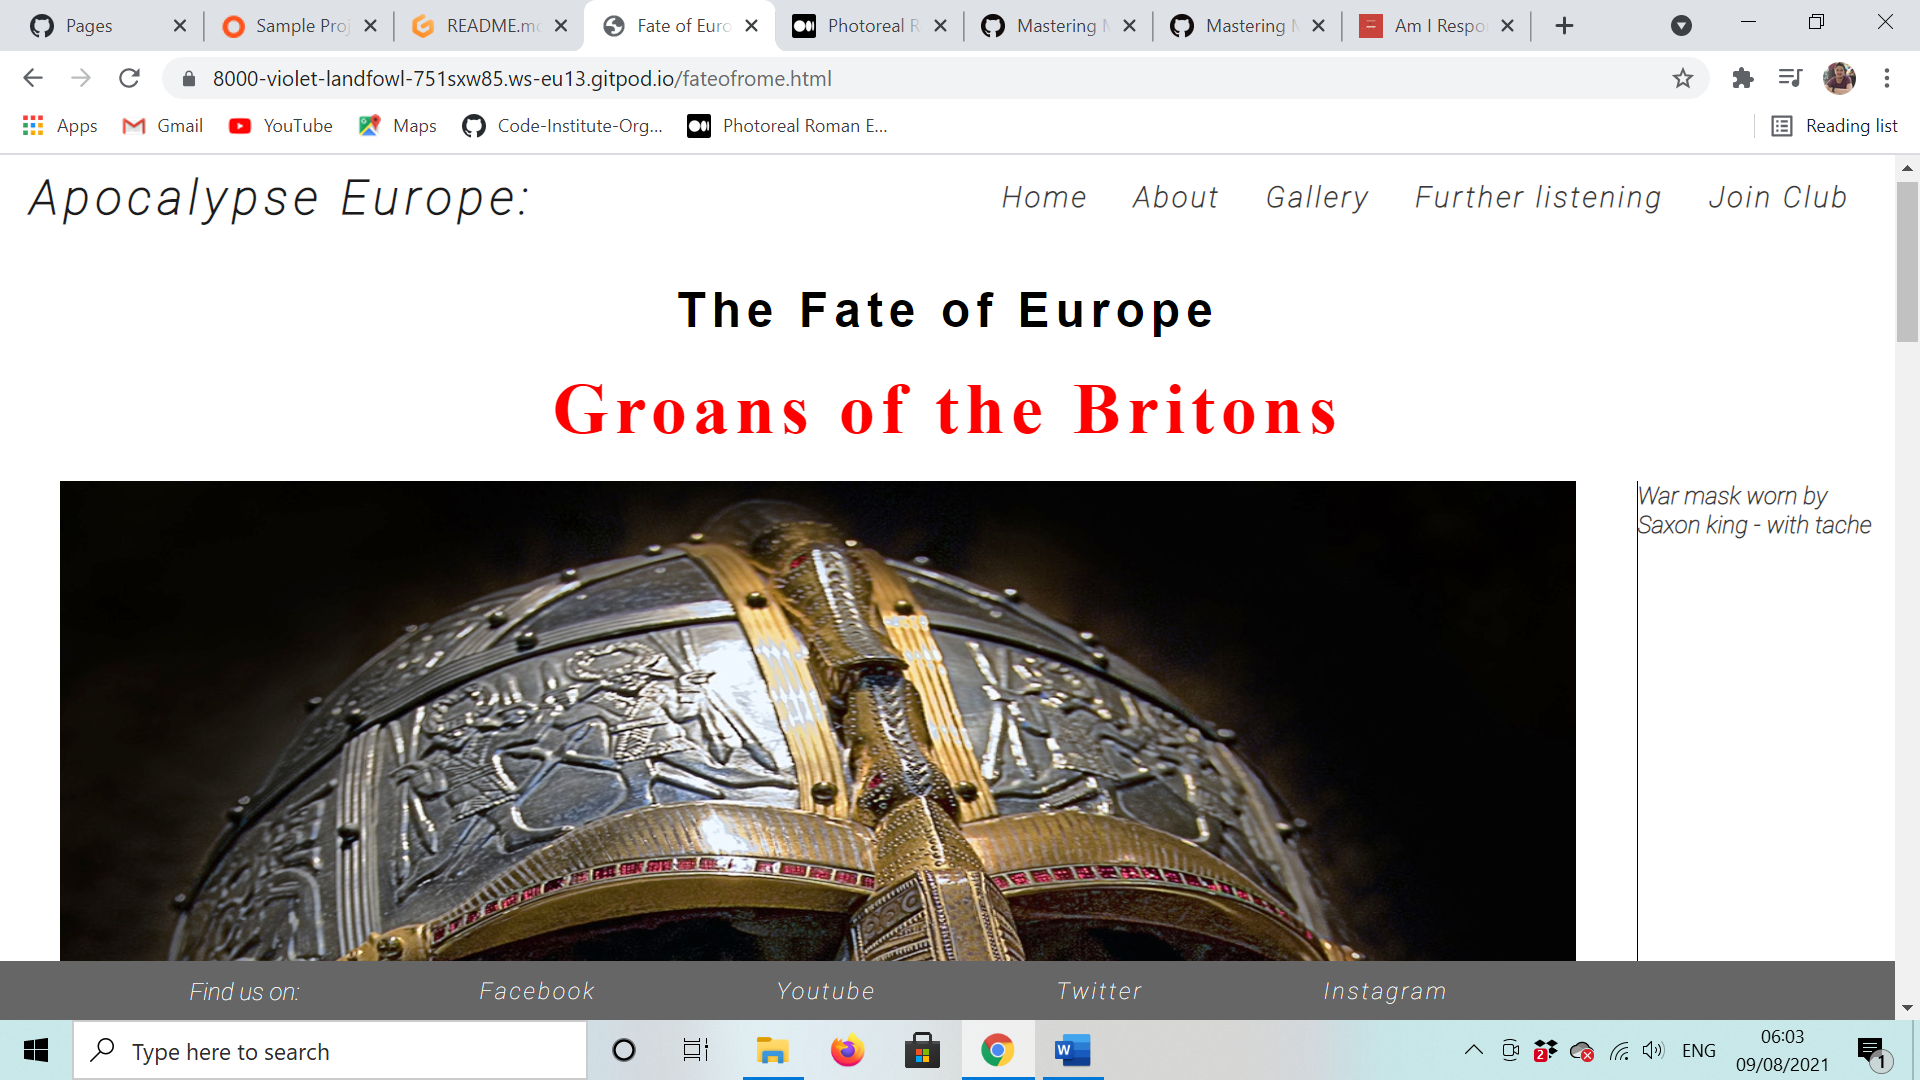 Pages
Sample Proj
README.md
Fate of Euro
Photoreal R
Mastering M
Mastering M
Am I Respo
8000-violet-landfowl-751sxw85.ws-eu13.gitpod.io/fateofrome.html
Apps
Gmail
YouTube
Maps
Code-Institute-Org...
Photoreal Roman E...
Reading list
Apocalypse Europe:
Home
About
Gallery
Further listening
Join Club
The Fate of Europe
Groans of the Britons
War mask worn by
Saxon king - with tache
Find us on:
Facebook
Youtube
Twitter
Instagram
Type here to search
W
2
ENG
06:03
09/08/2021
1